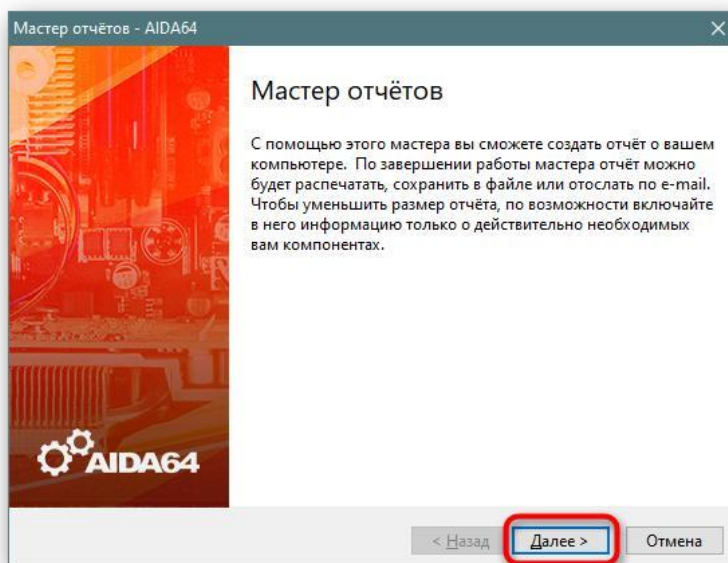 Мастер отчётов - AIDA64
Мастер отчётов
С помощью этого мастера вы сможете создать отчёт о вашем
компьютере.  По завершении работы мастера отчёт можно
будет распечатать, сохранить в файле или отослать по e-mail.
Чтобы уменьшить размер отчёта, по возможности включайте
в него информацию только о действительно необходимых
вам компонентах.
AIDA64
< Назад
Далее >
Отмена